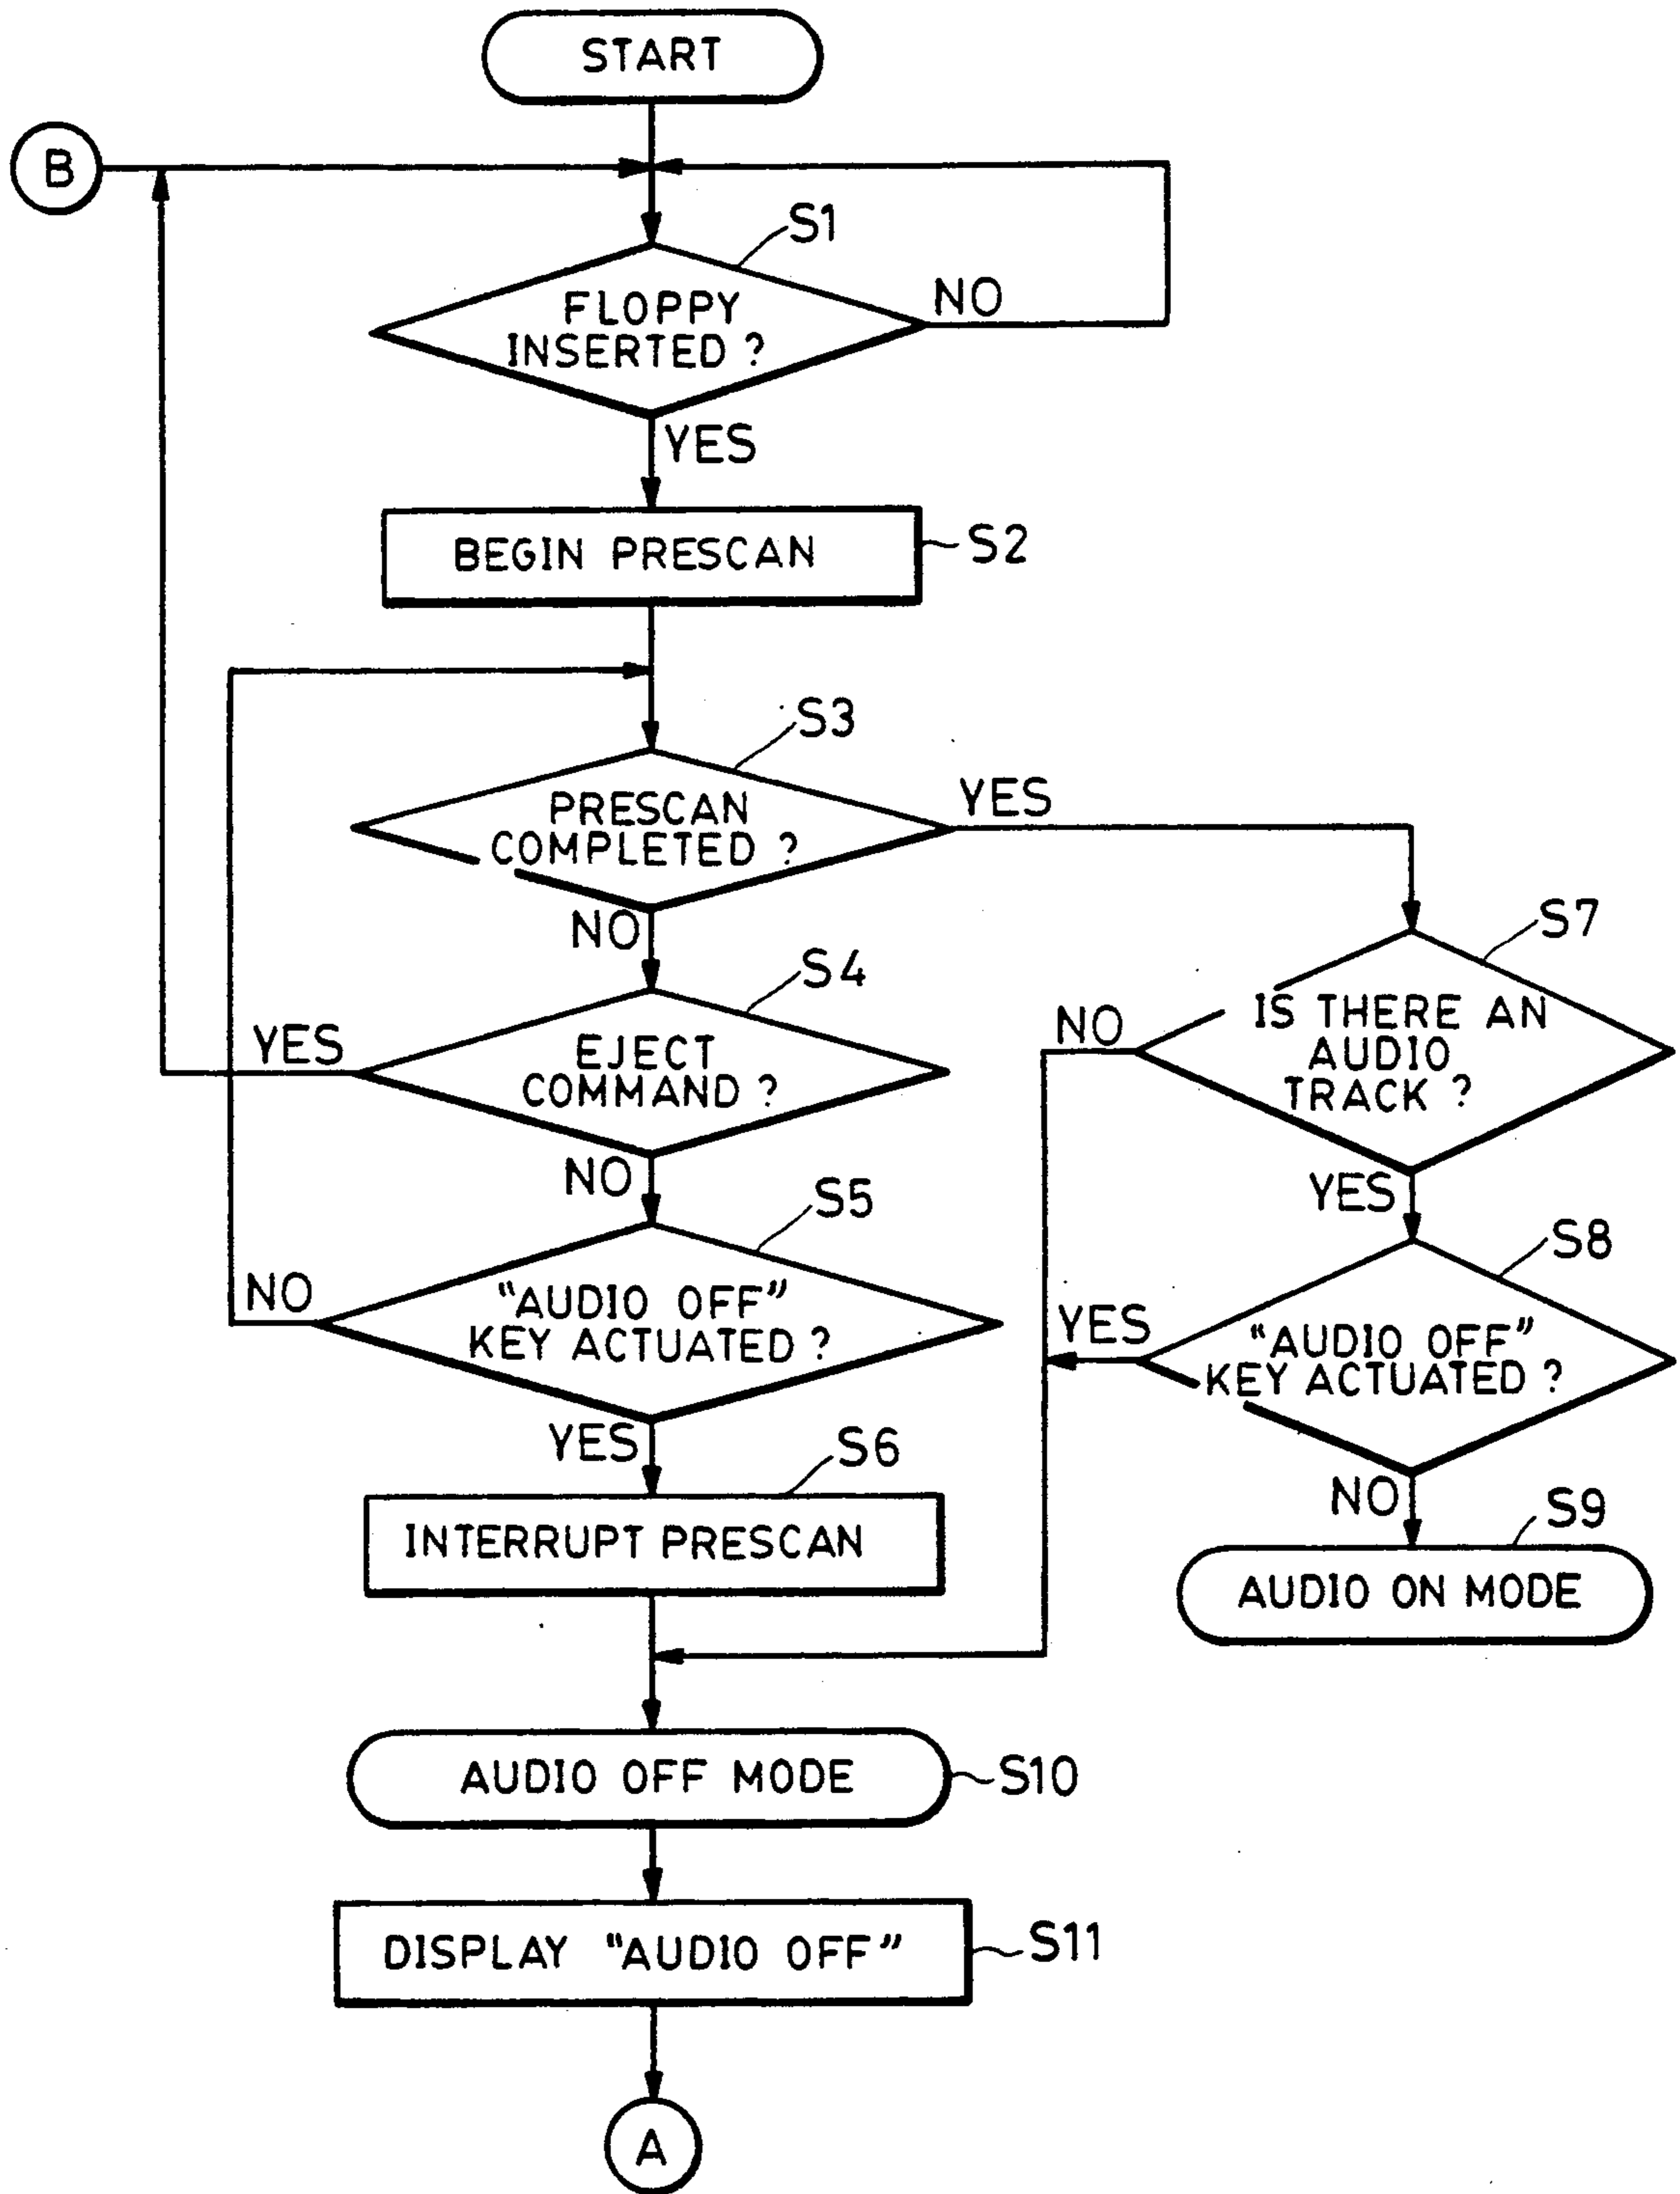 START
B
S1
FLOPPY
INSERTED ?
NO
YES
BEGIN PRESCAN
S2
S3
PRESCAN
COMPLETED ?
YES
NO
S4
EJECT
COMMAND ?
YES
NO
S5
"AUDIO OFF"
KEY ACTUATED ?
NO
YES
S6
INTERRUPT PRESCAN
S7
IS THERE AN
AUDIO
TRACK ?
NO
YES
S8
"AUDIO OFF"
KEY ACTUATED ?
YES
NO
S9
AUDIO ON MODE
AUDIO OFF MODE
S10
DISPLAY "AUDIO OFF"
S11
A